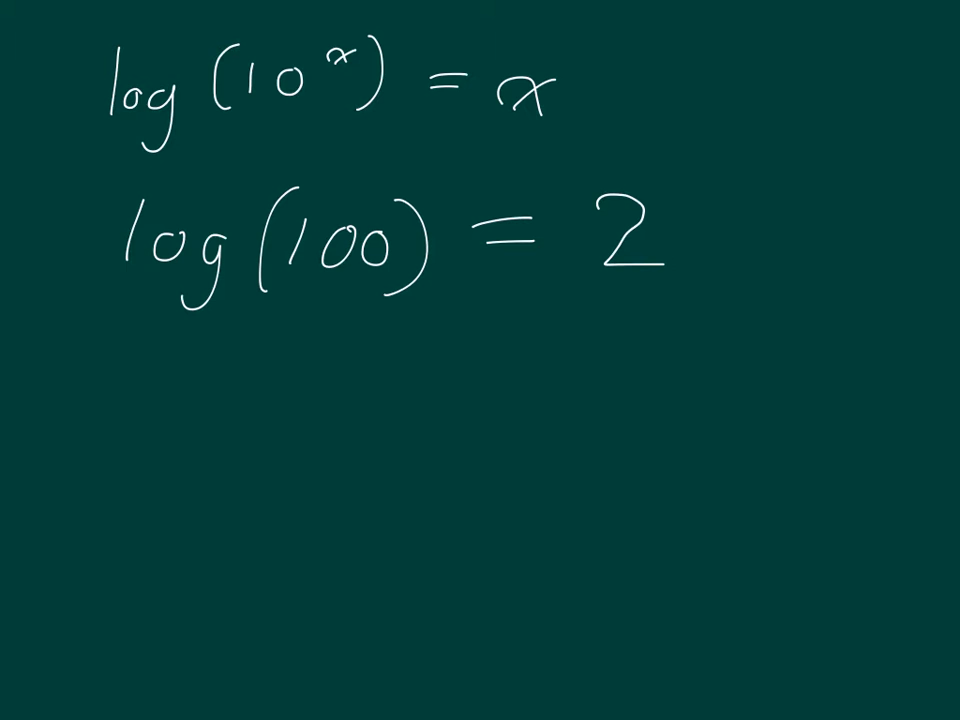 log (10^x) = x
log (100) = 2